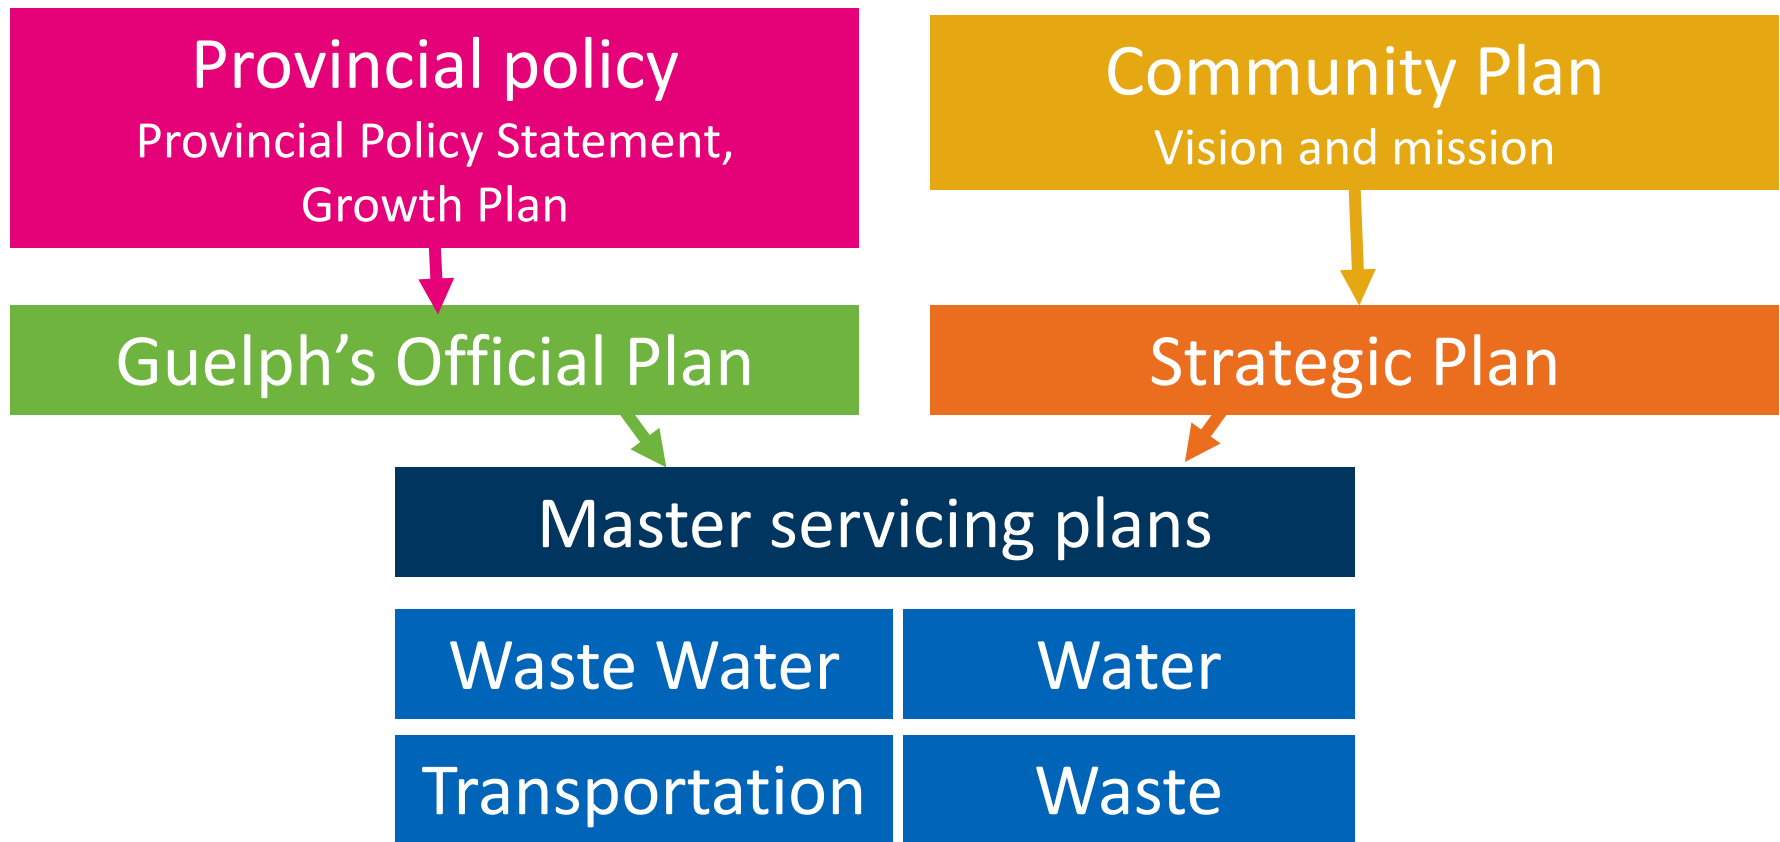 Provincial policy
Provincial Policy Statement,
Growth Plan
Community Plan
Vision and mission
Guelph’s Official Plan
Strategic Plan
Master servicing plans
Waste Water
Water
Transportation
Waste